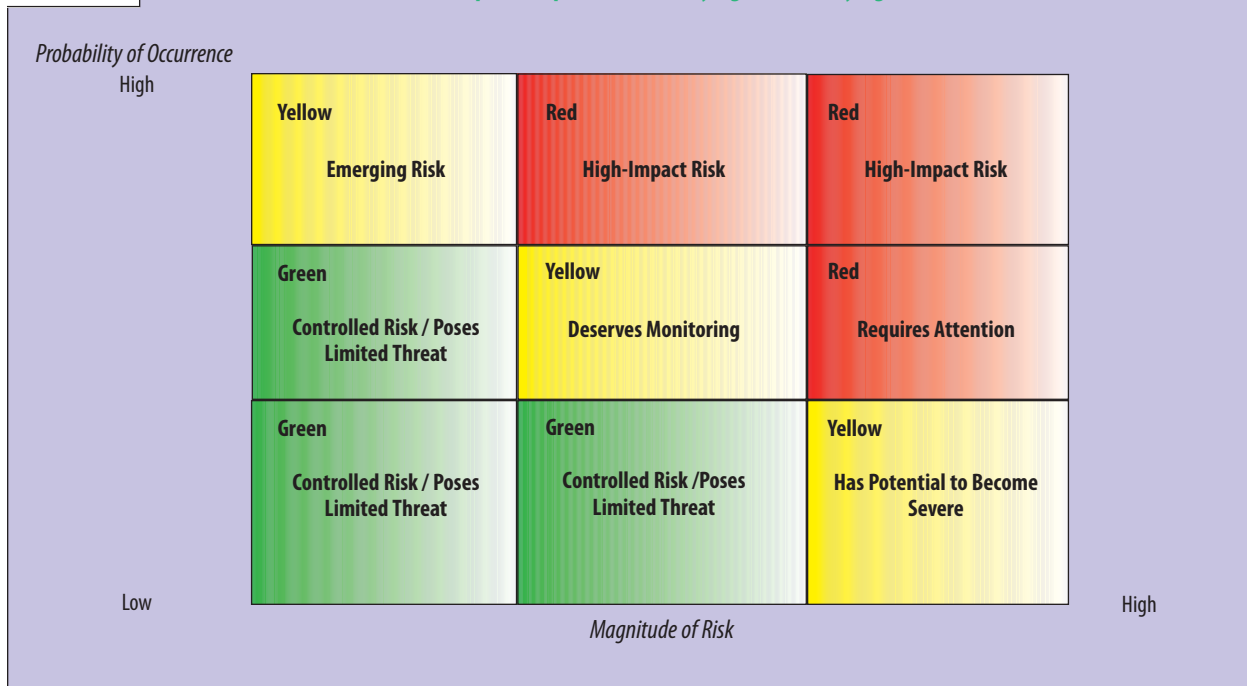 Probability of Occurrence
High
Yellow
Emerging Risk
Red
High-Impact Risk
Red
High-Impact Risk
Green
Controlled Risk / Poses
Limited Threat
Yellow
Deserves Monitoring
Red
Requires Attention
Green
Controlled Risk / Poses
Limited Threat
Green
Controlled Risk /Poses
Limited Threat
Yellow
Has Potential to Become
Severe
Low
High
Magnitude of Risk